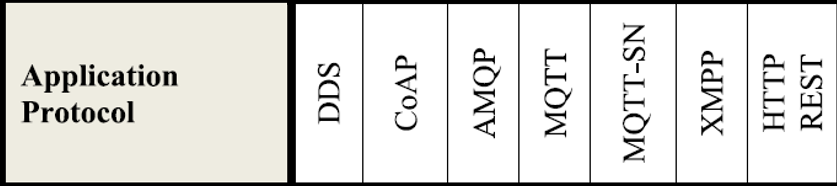 Application
Protocol
DDS
CoAP
AMQP
MQTT
MQTT-SN
XMPP
HTTP
REST